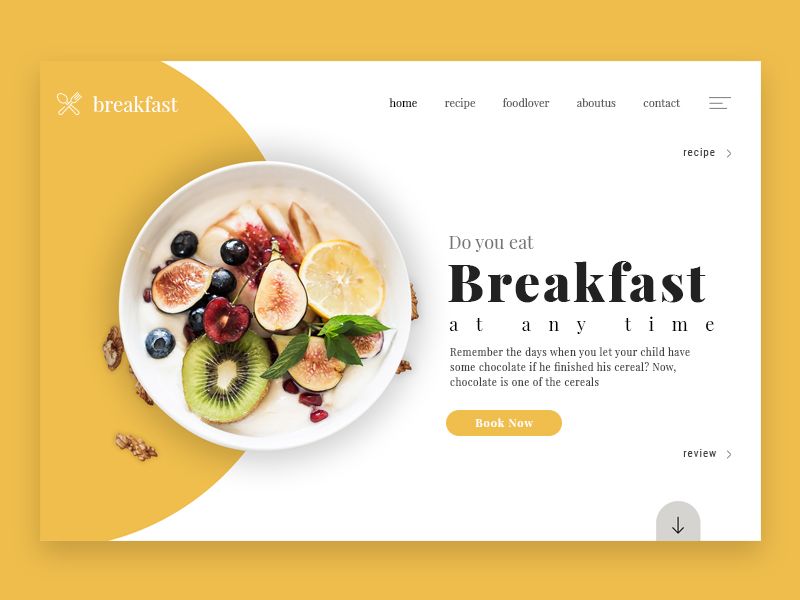 breakfast
home recipe foodlover aboutus contact
recipe
Do you eat
Breakfast
at any time
Remember the days when you let your child have
some chocolate if he finished his cereal? Now,
chocolate is one of the cereals
Book Now
review